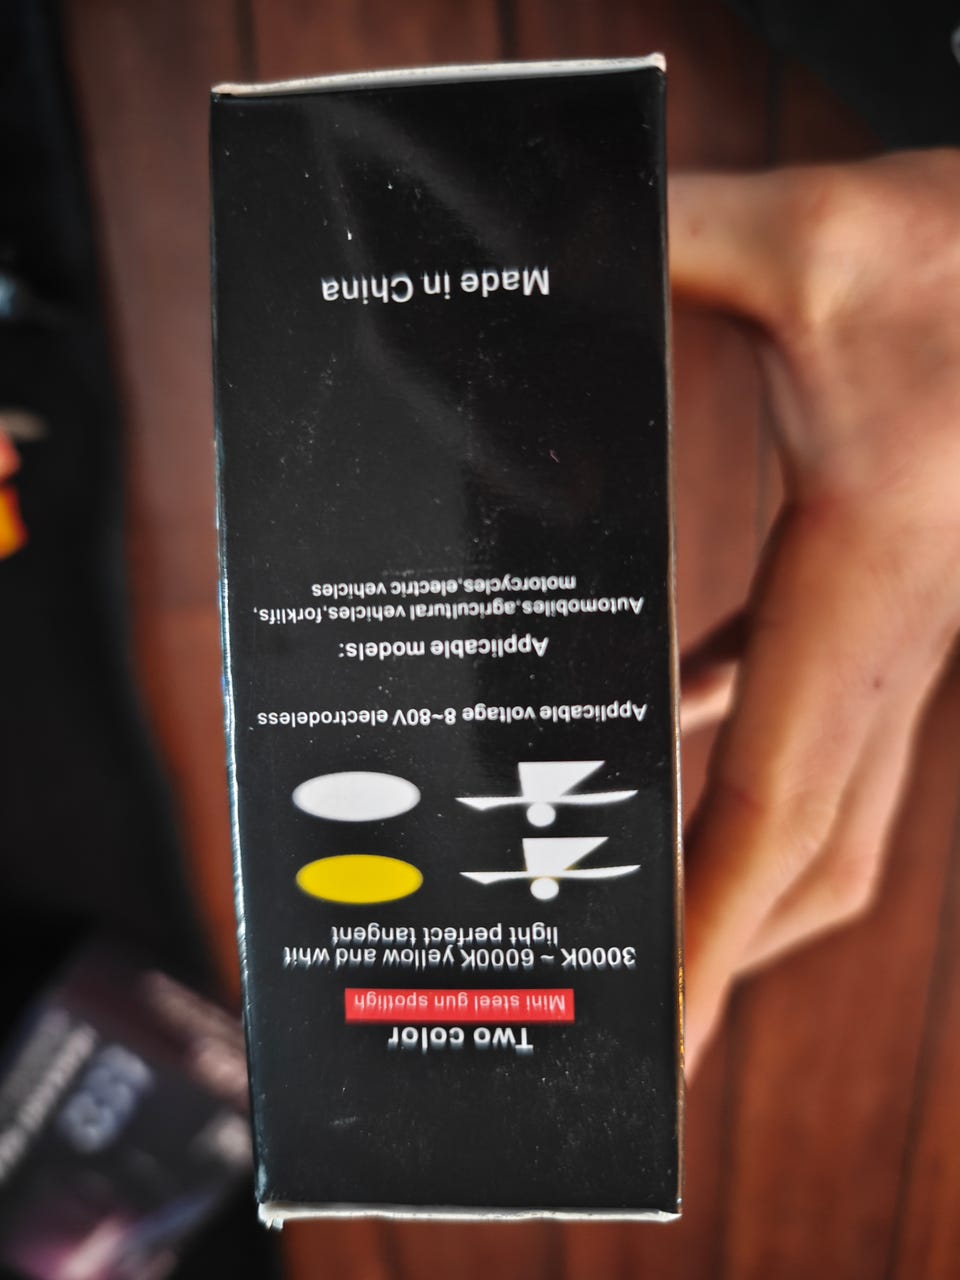 Two color
Mini steel gun spotligh
3000K ~ 6000K yellow and whit
light perfect tangent
Applicable voltage 8~80V electrodeless
Applicable models:
Automobiles,agricultural vehicles,forklifs,
motorcycles,electric vehicles
Made in China